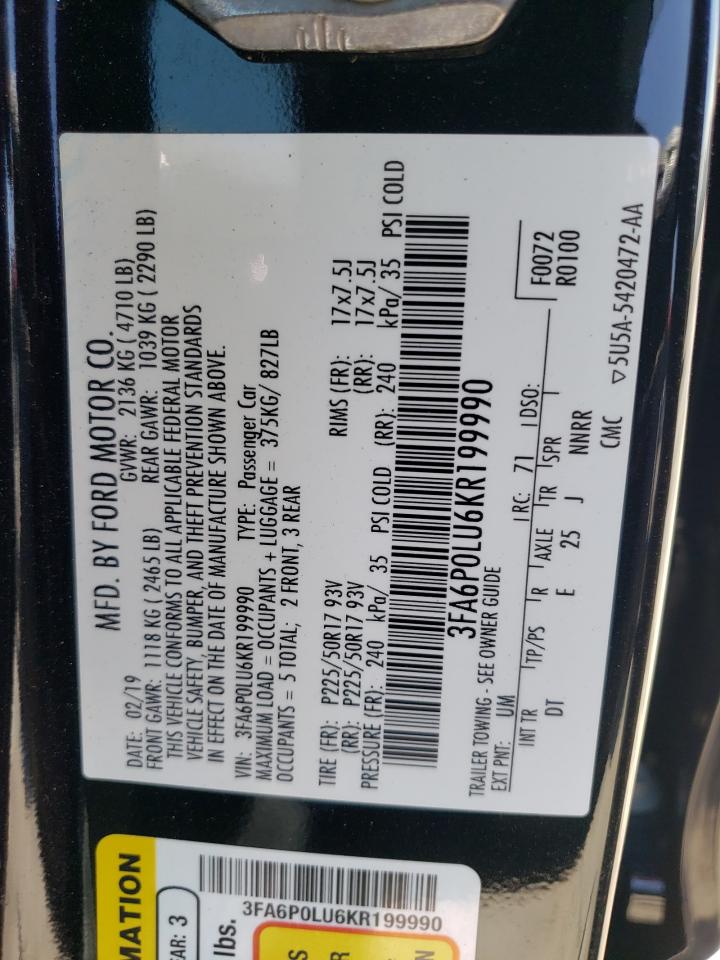 MFD. BY FORD MOTOR CO.
DATE: 02/19 GVWR: 2136 KG ( 4710 LB)
FRONT GAWR: 1118 KG ( 2465 LB) REAR GAWR: 1039 KG ( 2290 LB)
THIS VEHICLE CONFORMS TO ALL APPLICABLE FEDERAL MOTOR
VEHICLE SAFETY, BUMPER, AND THEFT PREVENTION STANDARDS
IN EFFECT ON THE DATE OF MANUFACTURE SHOWN ABOVE.
VIN: 3FA6P0LU6KR199990 TYPE: Passenger Car
MAXIMUM LOAD = OCCUPANTS + LUGGAGE = 375KG/ 827LB
OCCUPANTS = 5 TOTAL; 2 FRONT, 3 REAR
TIRE (FR): P225/50R17 93V RIMS (FR): 17x7.5J
(RR): P225/50R17 93V (RR): 17x7.5J
PRESSURE (FR): 240 kPa/ 35 PSI COLD (RR): 240 kPa/ 35 PSI COLD
3FA6P0LU6KR199990
TRAILER TOWING - SEE OWNER GUIDE
EXT PNT: UM RC: 71 DSO: F0072
R0100
INT TR TP/PS R AXLE TR SPR
DT E 25 J NNRR
CMC ▽5U5A-5420472-AA
MATION
EAR: 3
lbs.
3FA6P0LU6KR199990
S
R
N